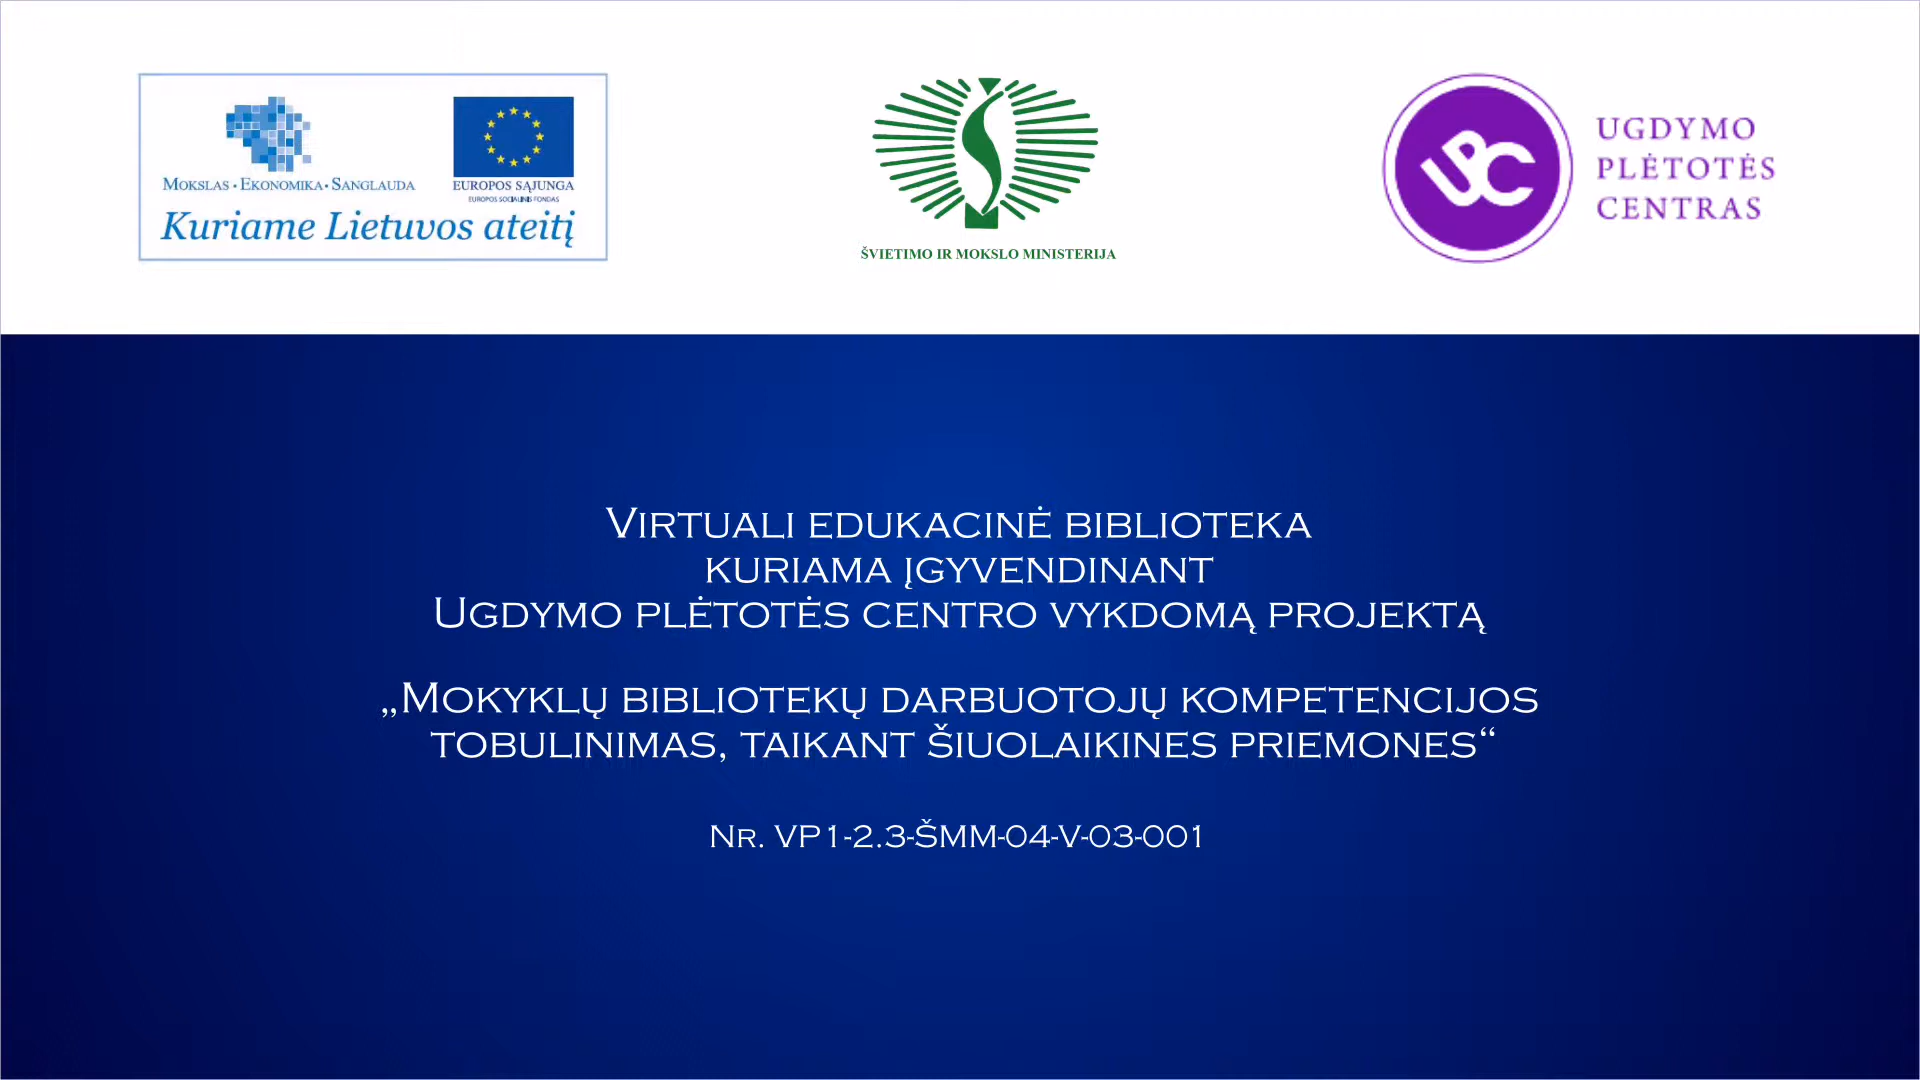 MOKSLAS • EKONOMIKA • SANGLAUDA
EUROPOS SĄJUNGA
EUROPOS SOCIALINIS FONDAS
Kuriame Lietuvos ateitį
ŠVIETIMO IR MOKSLO MINISTERIJA
UPC
UGDYMO
PLĖTOTĖS
CENTRAS
VIRTUALI EDUKACINĖ BIBLIOTEKA
KURIAMA ĮGYVENDINANT
UGDYMO PLĖTOTĖS CENTRO VYKDOMĄ PROJEKTĄ
„MOKYKLŲ BIBLIOTEKŲ DARBUOTOJŲ KOMPETENCIJOS
TOBULINIMAS, TAIKANT ŠIUOLAIKINES PRIEMONES“
NR. VP1-2.3-ŠMM-04-V-03-001